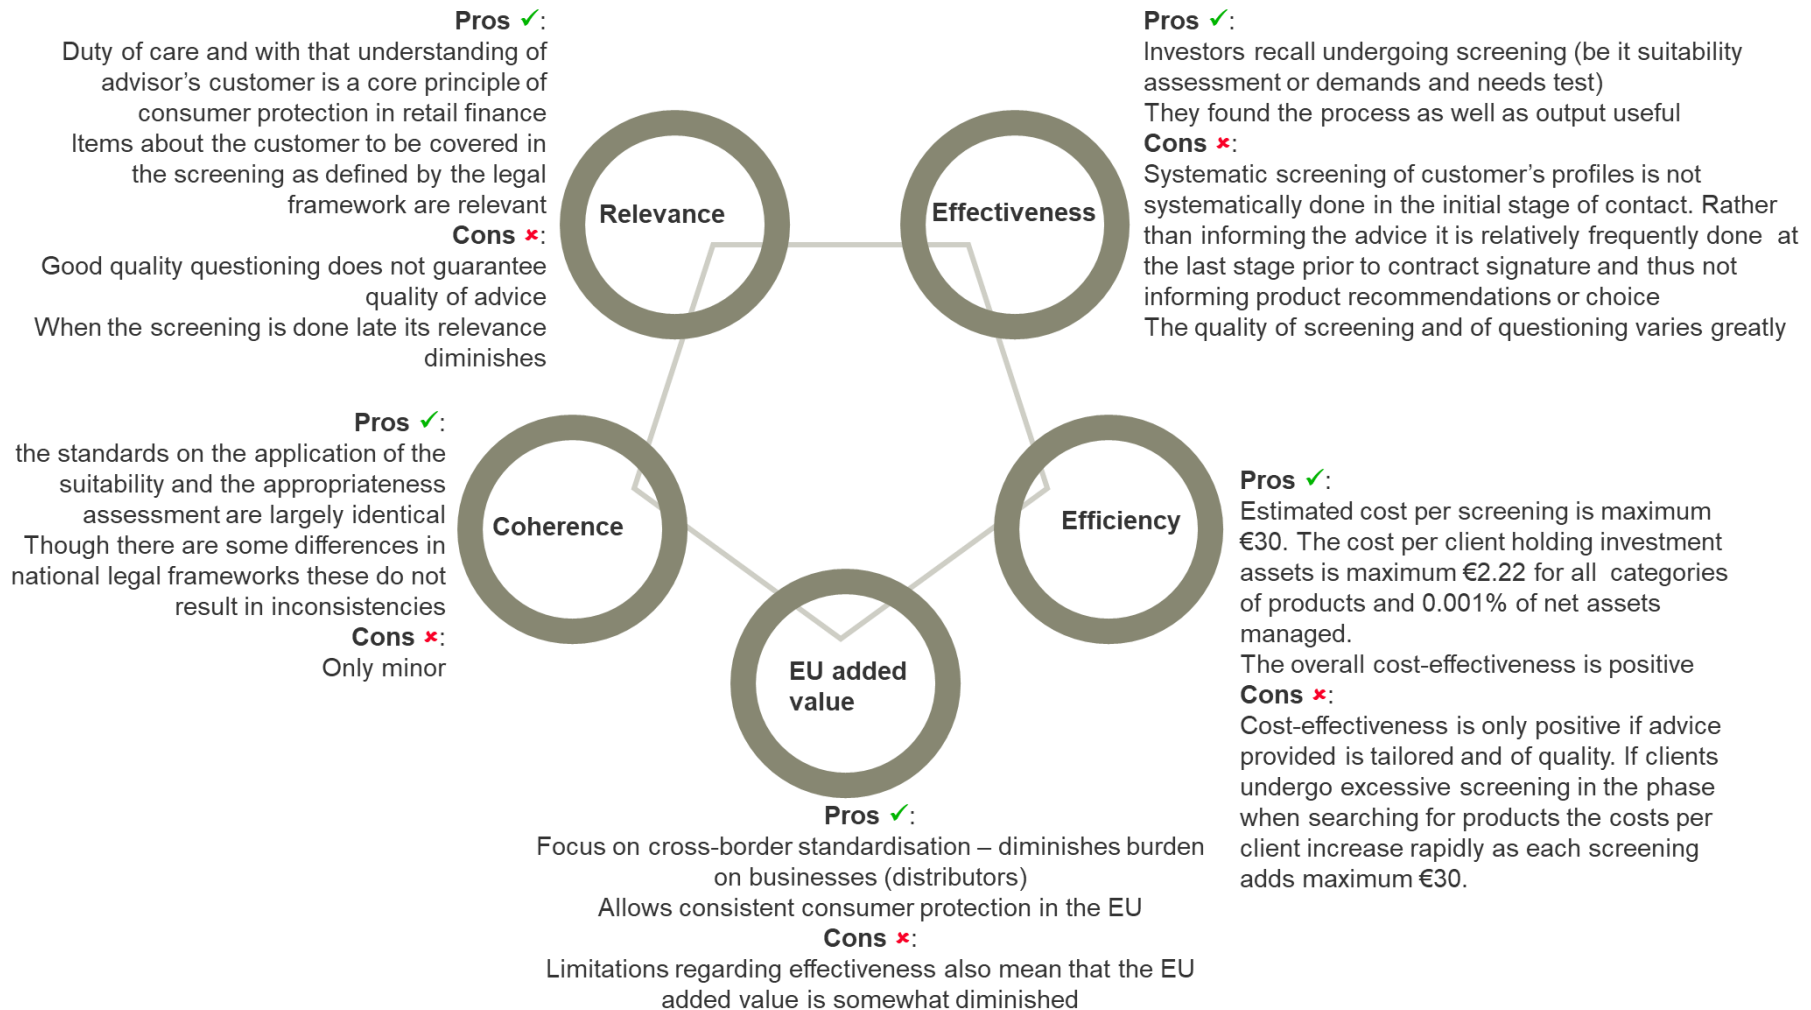 Pros ✓:
Duty of care and with that understanding of
advisor's customer is a core principle of
consumer protection in retail finance
Items about the customer to be covered in
the screening as defined by the legal
framework are relevant
Cons ✘:
Good quality questioning does not guarantee
quality of advice
When the screening is done late its relevance
diminishes
Relevance
Effectiveness
Pros ✓:
Investors recall undergoing screening (be it suitability
assessment or demands and needs test)
They found the process as well as output useful
Cons ✘:
Systematic screening of customer's profiles is not
systematically done in the initial stage of contact. Rather
than informing the advice it is relatively frequently done at
the last stage prior to contract signature and thus not
informing product recommendations or choice
The quality of screening and of questioning varies greatly
Pros ✓:
the standards on the application of the
suitability and the appropriateness
assessment are largely identical
Though there are some differences in
national legal frameworks these do not
result in inconsistencies
Cons ✘:
Only minor
Coherence
Efficiency
Pros ✓:
Estimated cost per screening is maximum
€30. The cost per client holding investment
assets is maximum €2.22 for all categories
of products and 0.001% of net assets
managed.
The overall cost-effectiveness is positive
Cons ✘:
Cost-effectiveness is only positive if advice
provided is tailored and of quality. If clients
undergo excessive screening in the phase
when searching for products the costs per
client increase rapidly as each screening
adds maximum €30.
EU added
value
Pros ✓:
Focus on cross-border standardisation – diminishes burden
on businesses (distributors)
Allows consistent consumer protection in the EU
Cons ✘:
Limitations regarding effectiveness also mean that the EU
added value is somewhat diminished